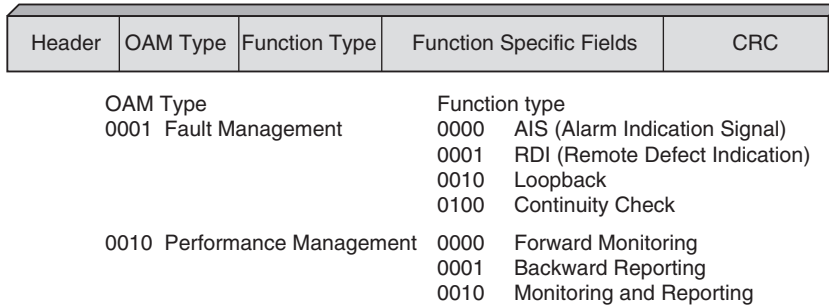 Header OAM Type Function Type Function Specific Fields CRC
OAM Type Function type
0001 Fault Management 0000 AIS (Alarm Indication Signal)
0001 RDI (Remote Defect Indication)
0010 Loopback
0100 Continuity Check
0010 Performance Management 0000 Forward Monitoring
0001 Backward Reporting
0010 Monitoring and Reporting